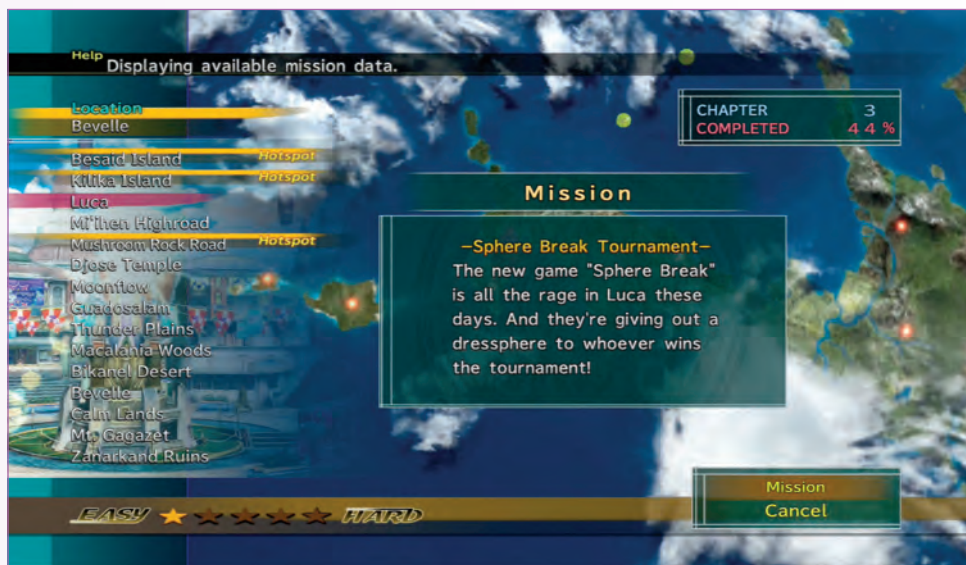 Help
Displaying available mission data.
Location
Bevelle
Besaid Island Hotspot
Kilika Island Hotspot
Luca
Mi'ihen Highroad
Mushroom Rock Road Hotspot
Djose Temple
Moonflow
Guadosalam
Thunder Plains
Macalania Woods
Bikanel Desert
Bevelle
Calm Lands
Mt. Gagazet
Zanarkand Ruins
EASY HARD
CHAPTER 3
COMPLETED 44%
Mission
–Sphere Break Tournament–
The new game "Sphere Break"
is all the rage in Luca these
days. And they're giving out a
dressphere to whoever wins
the tournament!
Mission
Cancel